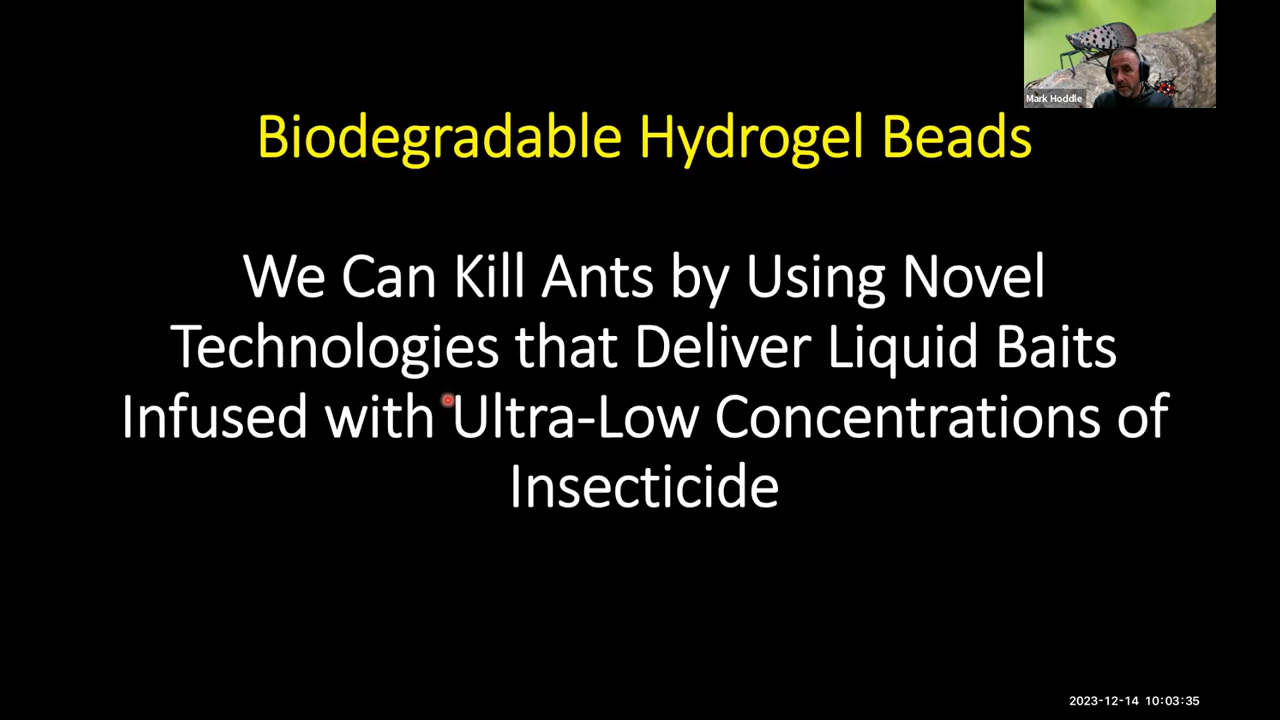 Mark Hoddle
Biodegradable Hydrogel Beads
We Can Kill Ants by Using Novel
Technologies that Deliver Liquid Baits
Infused with Ultra-Low Concentrations of
Insecticide
2023-12-14 10:03:35